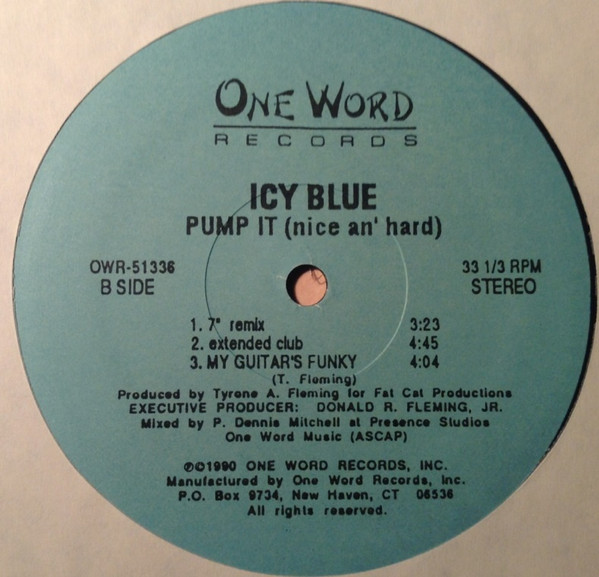 ONE WORD
RECORDS
ICY BLUE
PUMP IT (nice an' hard)
OWR-51336
B SIDE
33 1/3 RPM
STEREO
1. 7" remix 3:23
2. extended club 4:45
3. MY GUITAR'S FUNKY 4:04
(T. Fleming)
Produced by Tyrone A. Fleming for Fat Cat Productions
EXECUTIVE PRODUCER: DONALD R. FLEMING, JR.
Mixed by P. Dennis Mitchell at Presence Studios
One Word Music (ASCAP)
℗©1990 ONE WORD RECORDS, INC.
Manufactured by One Word Records, Inc.
P.O. Box 9734, New Haven, CT 06536
All rights reserved.